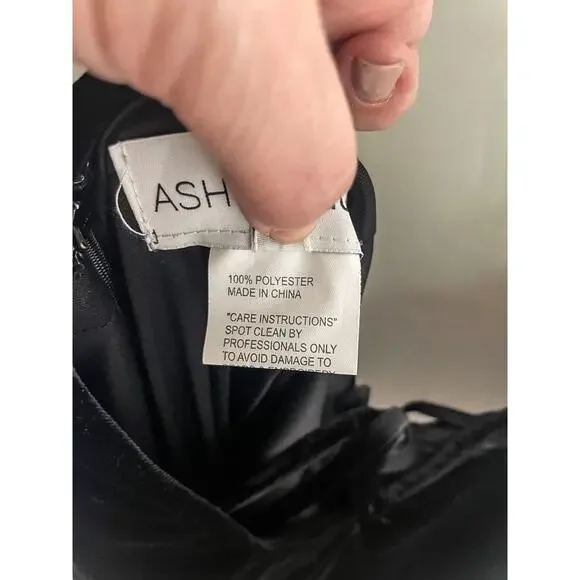 ASH
100% POLYESTER
MADE IN CHINA
"CARE INSTRUCTIONS"
SPOT CLEAN BY
PROFESSIONALS ONLY
TO AVOID DAMAGE TO